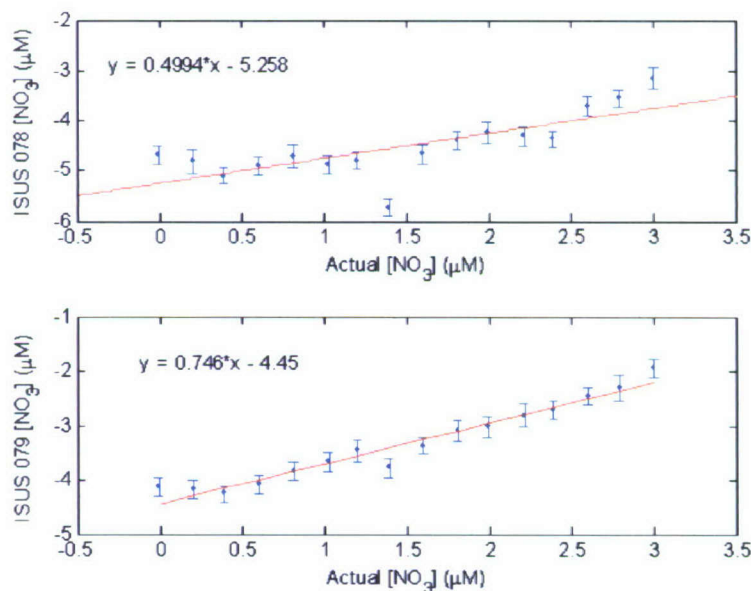 -2
-3
-4
-5
-6
ISUS 078 [NO3] (μM)
y = 0.4994*x - 5.258
-0.5 0 0.5 1 1.5 2 2.5 3 3.5
Actual [NO3] (μM)
-1
-2
-3
-4
-5
ISUS 079 [NO3] (μM)
y = 0.746*x - 4.45
-0.5 0 0.5 1 1.5 2 2.5 3 3.5
Actual [NO3] (μM)